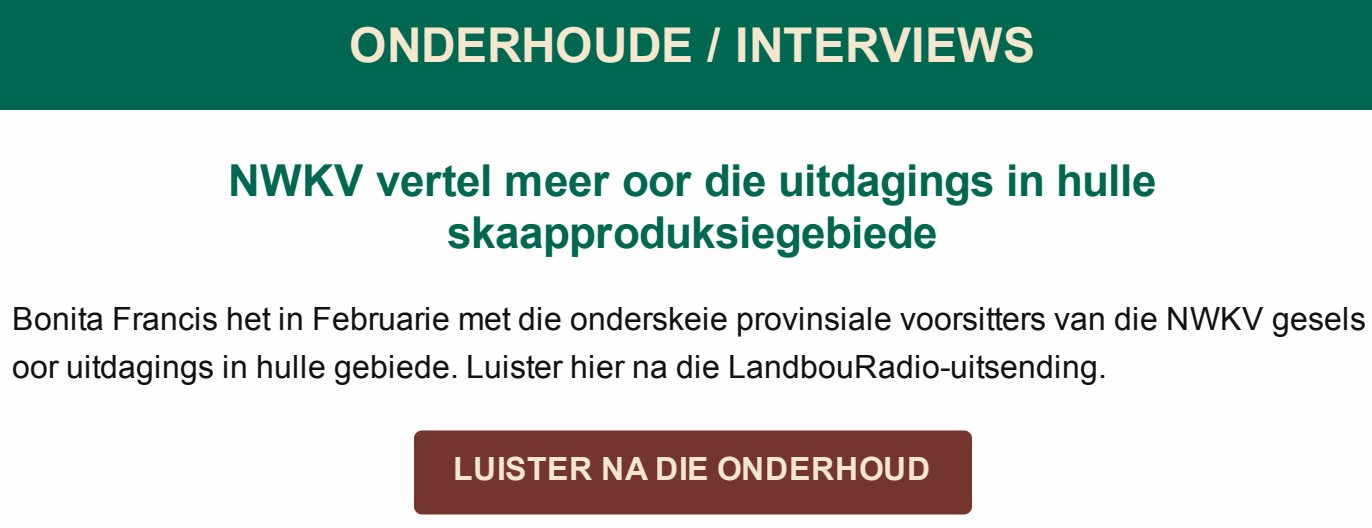 ONDERHOUDE / INTERVIEWS
NWKV vertel meer oor die uitdagings in hulle
skaapproduksiegebiede
Bonita Francis het in Februarie met die onderskeie provinsiale voorsitters van die NWKV gesels
oor uitdagings in hulle gebiede. Luister hier na die LandbouRadio-uitsending.
LUISTER NA DIE ONDERHOUD